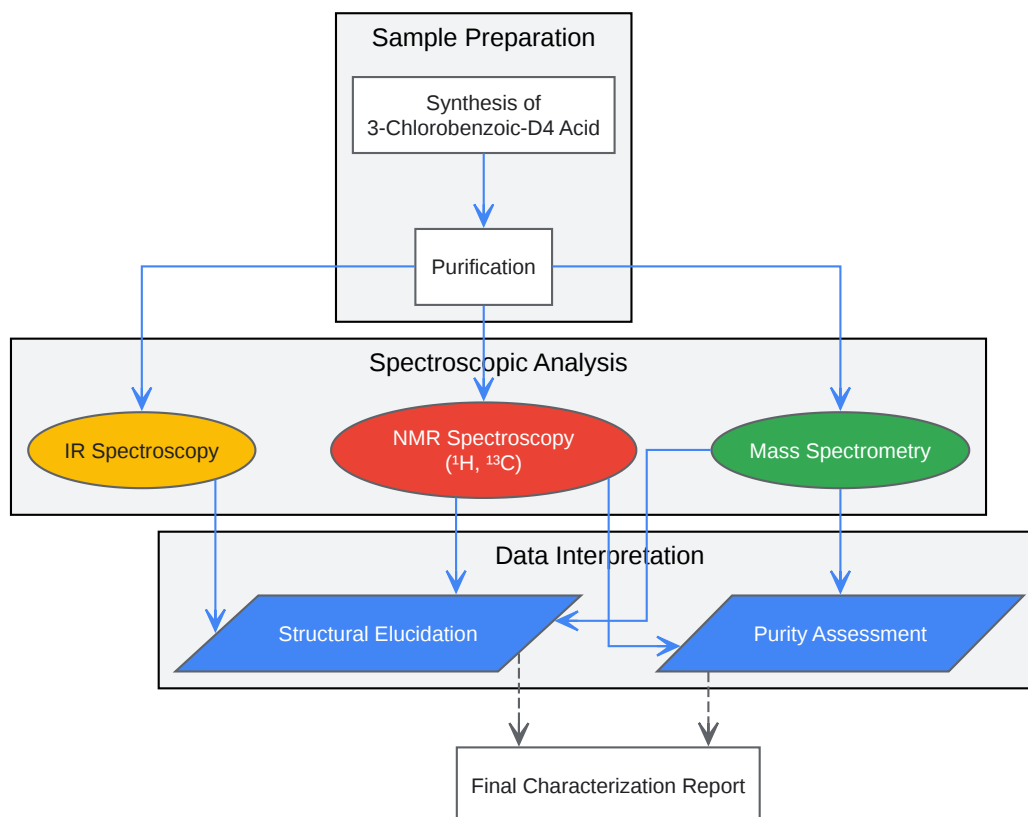 Sample Preparation
Synthesis of
3-Chlorobenzoic-D4 Acid
Purification
Spectroscopic Analysis
IR Spectroscopy
NMR Spectroscopy
(¹H, ¹³C)
Mass Spectrometry
Data Interpretation
Structural Elucidation
Purity Assessment
Final Characterization Report